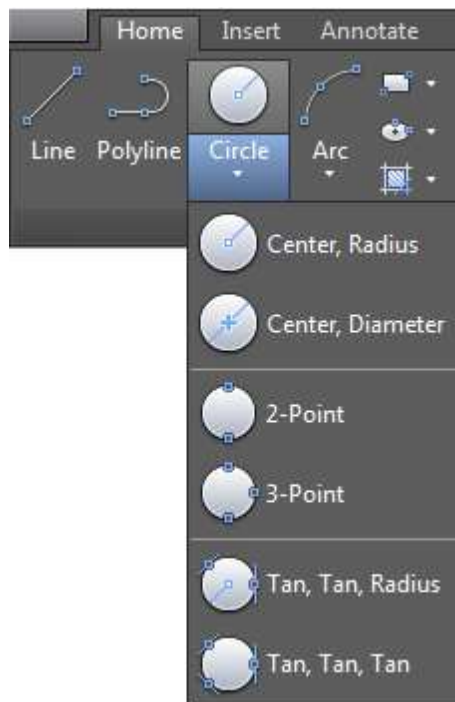 Home Insert Annotate
Line Polyline Circle Arc
Center, Radius
Center, Diameter
2-Point
3-Point
Tan, Tan, Radius
Tan, Tan, Tan